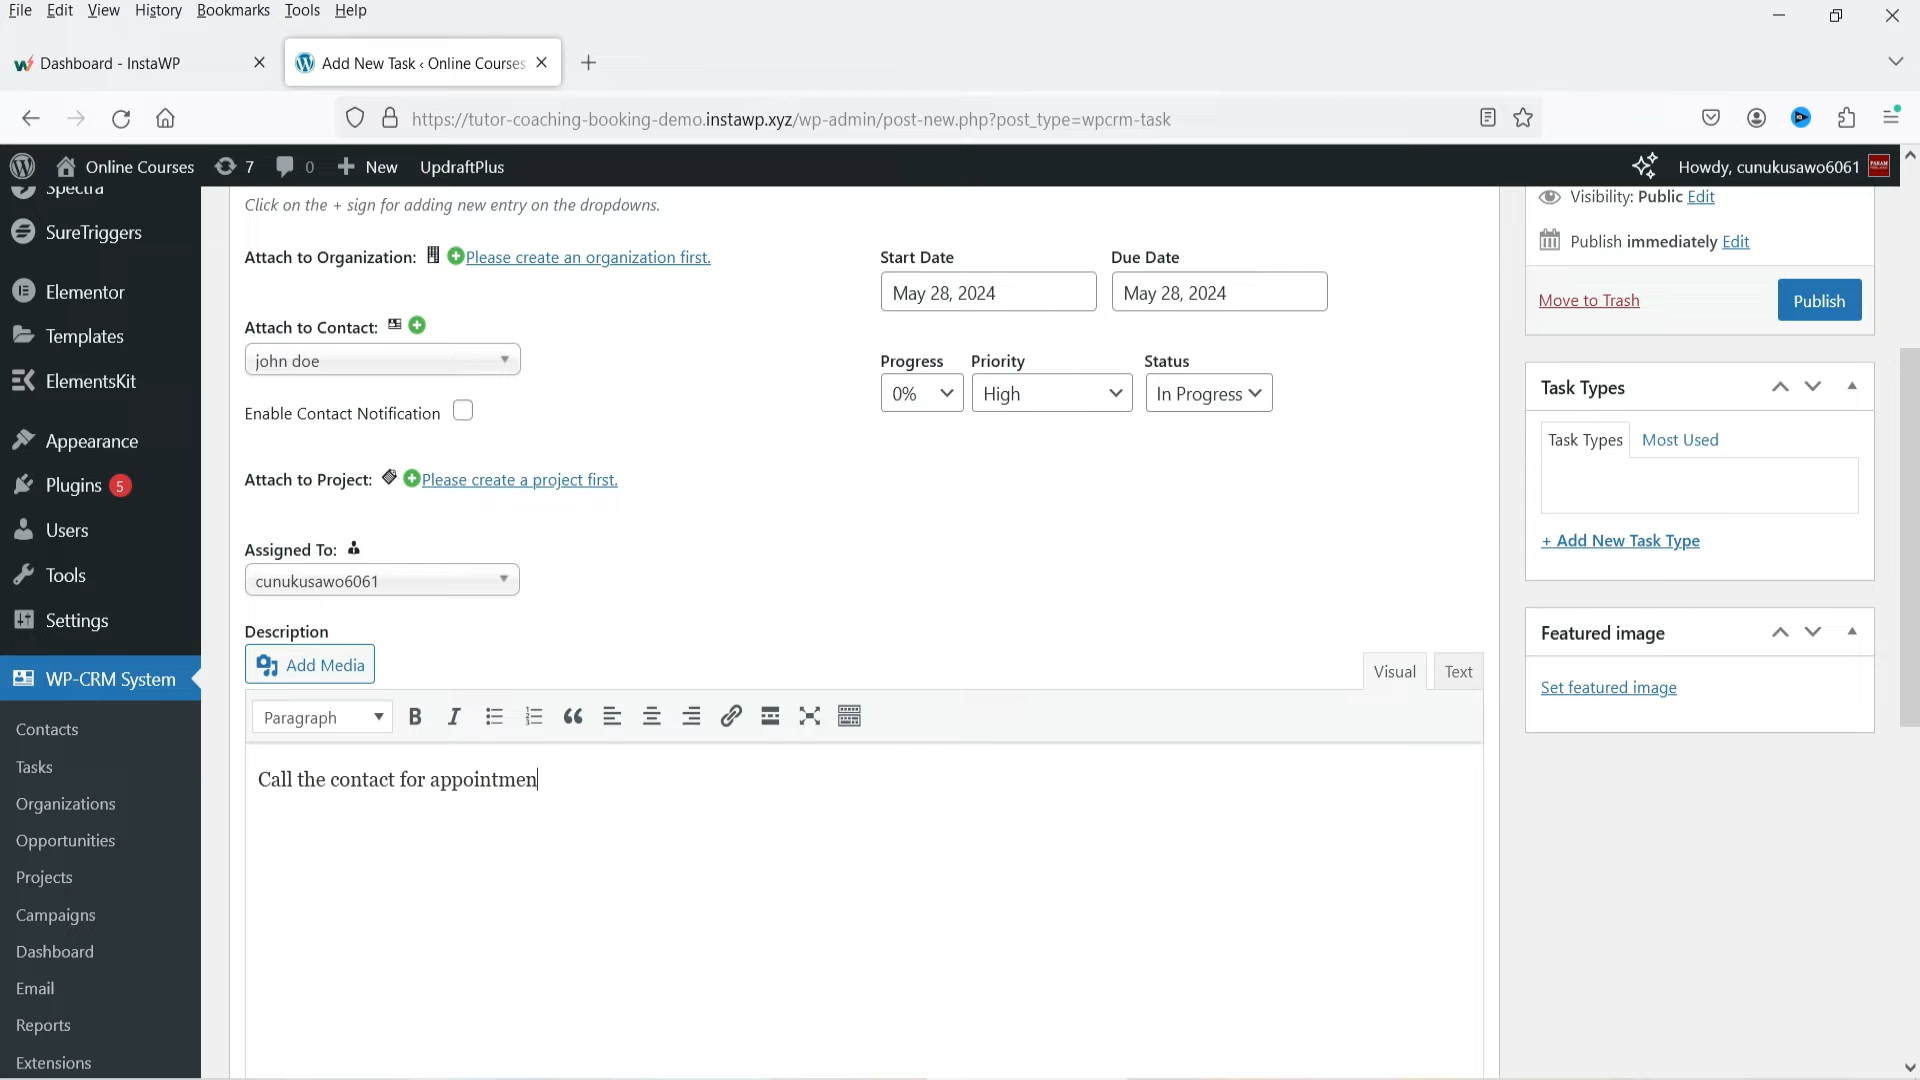 File Edit View History Bookmarks Tools Help
Dashboard - InstaWP
Add New Task ‹ Online Courses
https://tutor-coaching-booking-demo.instawp.xyz/wp-admin/post-new.php?post_type=wpcrm-task
Online Courses 7 0 New UpdraftPlus Howdy, cunukusawo6061
Spectra
SureTriggers
Elementor
Templates
ElementsKit
Appearance
Plugins 5
Users
Tools
Settings
WP-CRM System
Contacts
Tasks
Organizations
Opportunities
Projects
Campaigns
Dashboard
Email
Reports
Extensions
Click on the + sign for adding new entry on the dropdowns.
Attach to Organization: Please create an organization first.
Attach to Contact:
john doe
Enable Contact Notification
Attach to Project: Please create a project first.
Assigned To:
cunukusawo6061
Start Date Due Date
May 28, 2024 May 28, 2024
Progress Priority Status
0% High In Progress
Description
Add Media
Visual Text
Paragraph
Call the contact for appointmen
Visibility: Public Edit
Publish immediately Edit
Move to Trash Publish
Task Types
Task Types Most Used
+ Add New Task Type
Featured image
Set featured image